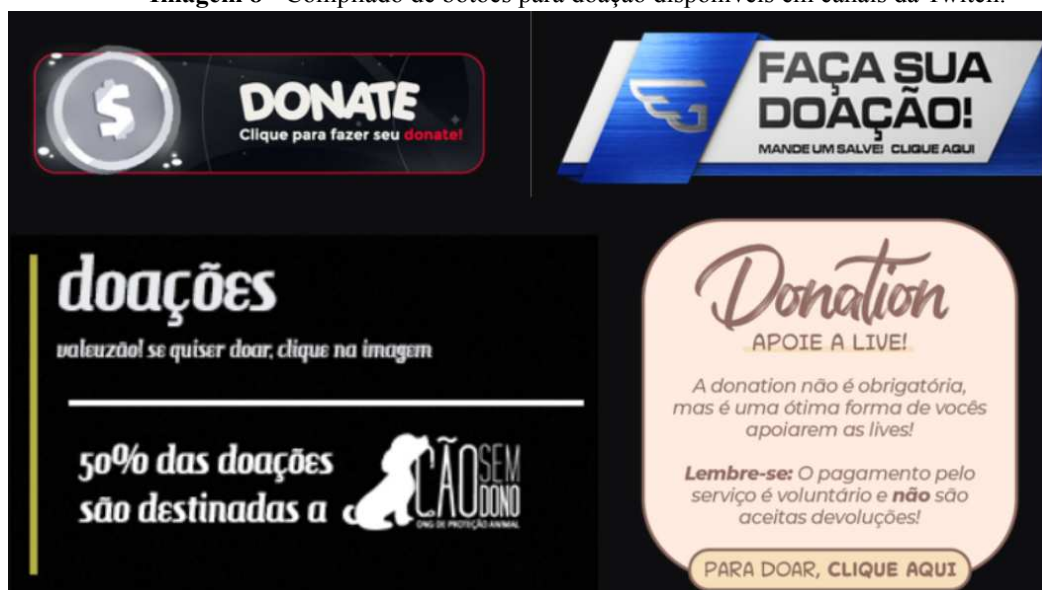 Imagem 8 - Compilado de botões para doação disponíveis em canais da Twitch.
DONATE
Clique para fazer seu donate!
FAÇA SUA
DOAÇÃO!
MANDE UM SALVE! CLIQUE AQUI
doações
valeuzão! se quiser doar, clique na imagem
50% das doações
são destinadas a
CÃO SEM
DONO
ONG DE PROTEÇÃO ANIMAL
Donation
APOIE A LIVE!
A donation não é obrigatória,
mas é uma ótima forma de vocês
apoiarem as lives!
Lembre-se: O pagamento pelo
serviço é voluntário e não são
aceitas devoluções!
PARA DOAR, CLIQUE AQUI